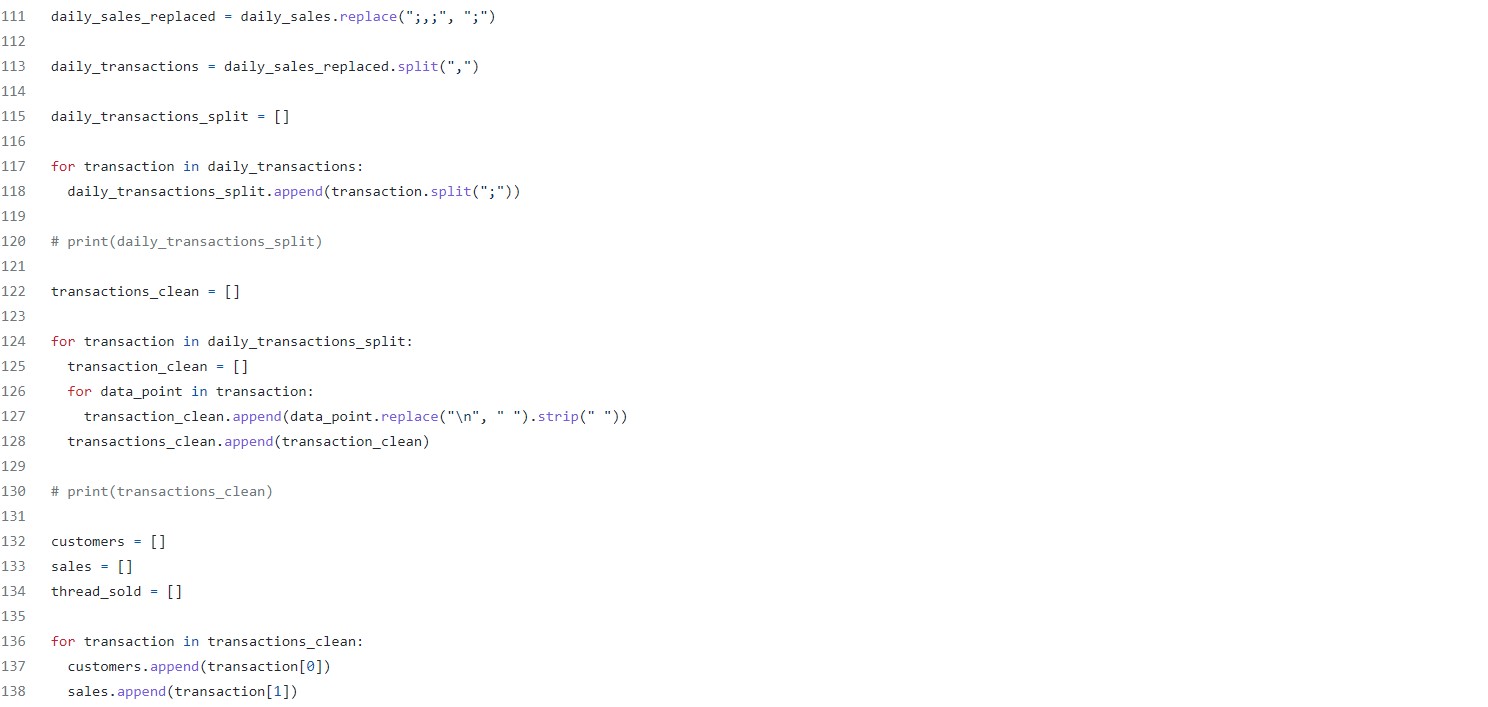 111 daily_sales_replaced = daily_sales.replace(";,;", ";")
112
113 daily_transactions = daily_sales_replaced.split(",")
114
115 daily_transactions_split = []
116
117 for transaction in daily_transactions:
118   daily_transactions_split.append(transaction.split(";"))
119
120 # print(daily_transactions_split)
121
122 transactions_clean = []
123
124 for transaction in daily_transactions_split:
125   transaction_clean = []
126   for data_point in transaction:
127     transaction_clean.append(data_point.replace("\n", " ").strip(" "))
128   transactions_clean.append(transaction_clean)
129
130 # print(transactions_clean)
131
132 customers = []
133 sales = []
134 thread_sold = []
135
136 for transaction in transactions_clean:
137   customers.append(transaction[0])
138   sales.append(transaction[1])